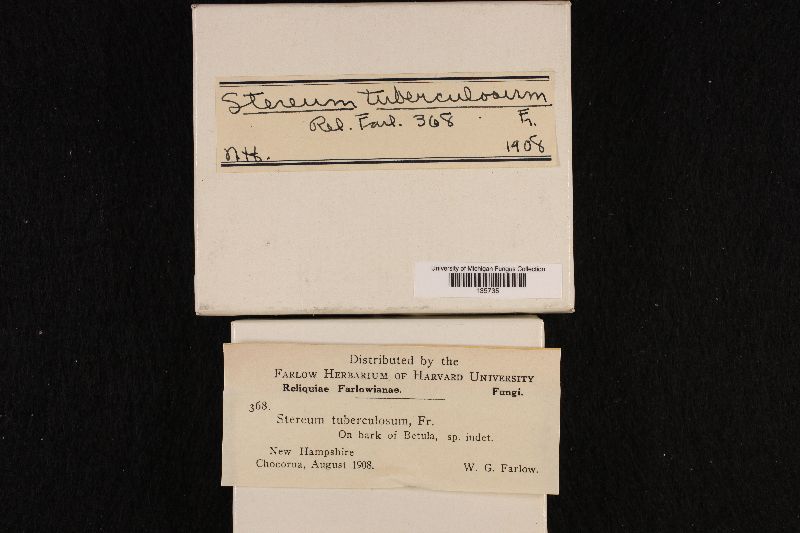 Stereum tuberculosum
Rel. Farl. 368 Fr.
N.H. 1908
University of Michigan Fungus Collection
135735
Distributed by the
FARLOW HERBARIUM OF HARVARD UNIVERSITY
Reliquiae Farlowianae. Fungi.
368.
Stereum tuberculosum, Fr.
On bark of Betula, sp. indet.
New Hampshire
Chocorua, August 1908. W. G. Farlow.